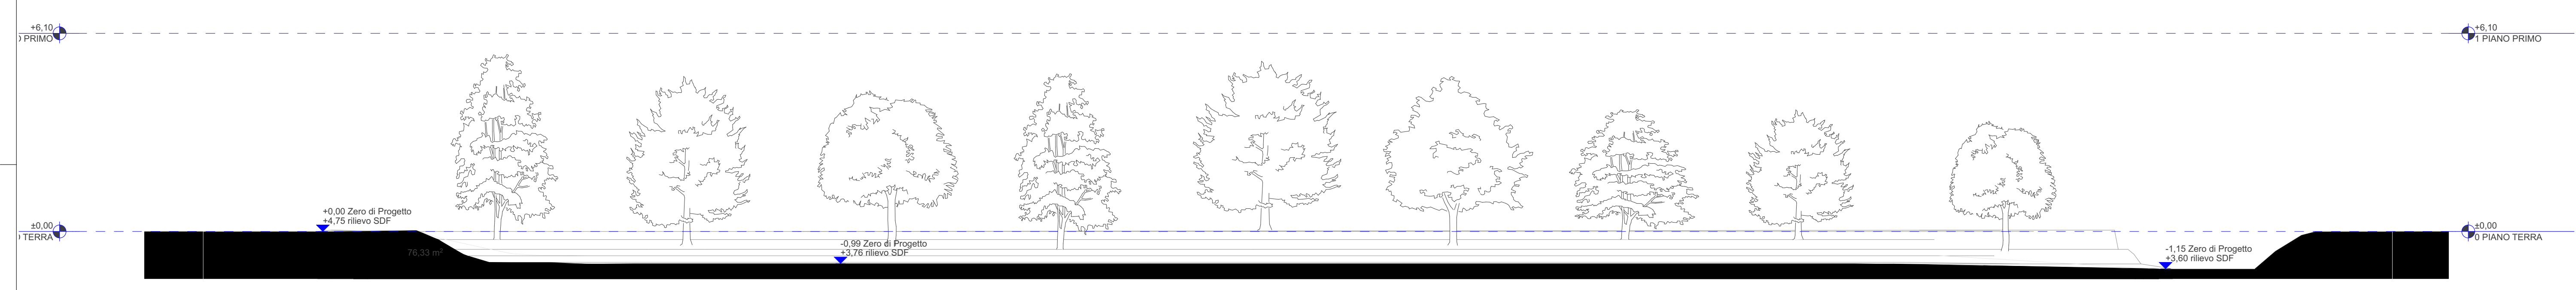 +6,10
O PRIMO
+6,10
1 PIANO PRIMO
+0,00 Zero di Progetto
+4,75 rilievo SDF
±0,00
O TERRA
76,33 m²
-0,99 Zero di Progetto
+3,76 rilievo SDF
-1,15 Zero di Progetto
+3,60 rilievo SDF
±0,00
0 PIANO TERRA